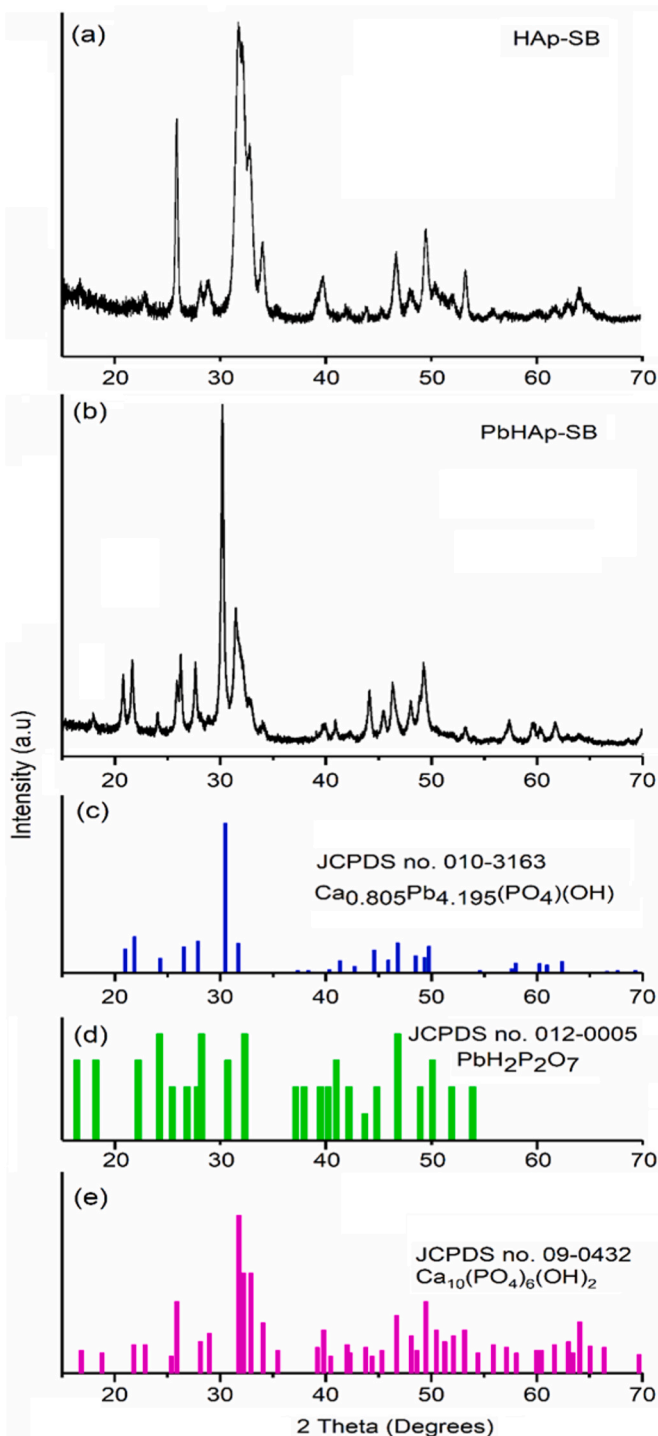 (a)
HAp-SB
20 30 40 50 60 70
(b)
PbHAp-SB
20 30 40 50 60 70
Intensity (a.u)
(c)
JCPDS no. 010-3163
Ca0.805Pb4.195(PO4)(OH)
20 30 40 50 60 70
(d)
JCPDS no. 012-0005
PbH2P2O7
20 30 40 50 60 70
(e)
JCPDS no. 09-0432
Ca₁₀(PO₄)₆(OH)₂
20 30 40 50 60 70
2 Theta (Degrees)